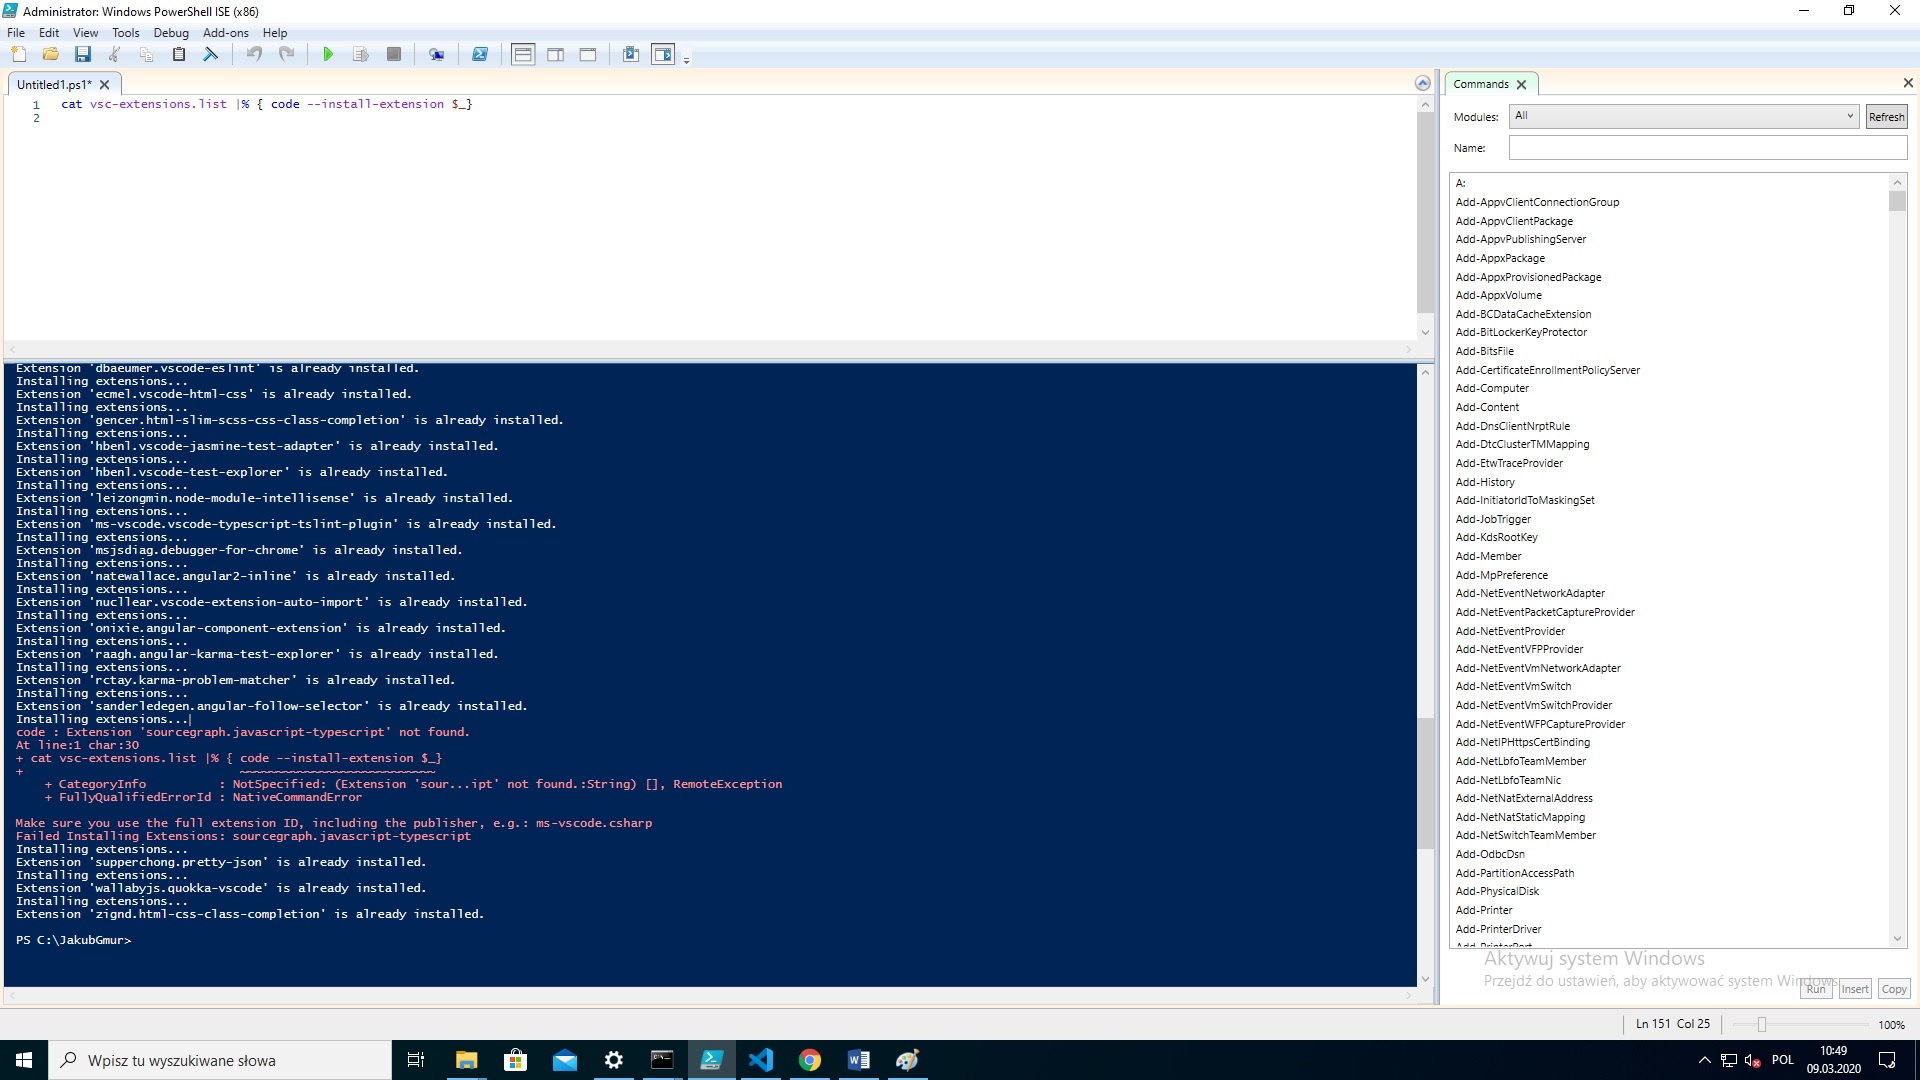 Administrator: Windows PowerShell ISE (x86)
File Edit View Tools Debug Add-ons Help
Untitled1.ps1*
1 cat vsc-extensions.list |% { code --install-extension $_}
2
Extension 'dbaeumer.vscode-eslint' is already installed.
Installing extensions...
Extension 'ecmel.vscode-html-css' is already installed.
Installing extensions...
Extension 'gencer.html-slim-scss-css-class-completion' is already installed.
Installing extensions...
Extension 'hbenl.vscode-jasmine-test-adapter' is already installed.
Installing extensions...
Extension 'hbenl.vscode-test-explorer' is already installed.
Installing extensions...
Extension 'leizongmin.node-module-intellisense' is already installed.
Installing extensions...
Extension 'ms-vscode.vscode-typescript-tslint-plugin' is already installed.
Installing extensions...
Extension 'msjsdiag.debugger-for-chrome' is already installed.
Installing extensions...
Extension 'natewallace.angular2-inline' is already installed.
Installing extensions...
Extension 'nucllear.vscode-extension-auto-import' is already installed.
Installing extensions...
Extension 'onixie.angular-component-extension' is already installed.
Installing extensions...
Extension 'raagh.angular-karma-test-explorer' is already installed.
Installing extensions...
Extension 'rctay.karma-problem-matcher' is already installed.
Installing extensions...
Extension 'sanderledegen.angular-follow-selector' is already installed.
Installing extensions...
code : Extension 'sourcegraph.javascript-typescript' not found.
At line:1 char:30
+ cat vsc-extensions.list |% { code --install-extension $_}
+                              ~~~~~~~~~~~~~~~~~~~~~~~~~~~
    + CategoryInfo          : NotSpecified: (Extension 'sour...ipt' not found.:String) [], RemoteException
    + FullyQualifiedErrorId : NativeCommandError
Make sure you use the full extension ID, including the publisher, e.g.: ms-vscode.csharp
Failed Installing Extensions: sourcegraph.javascript-typescript
Installing extensions...
Extension 'supperchong.pretty-json' is already installed.
Installing extensions...
Extension 'wallabyjs.quokka-vscode' is already installed.
Installing extensions...
Extension 'zignd.html-css-class-completion' is already installed.
PS C:\JakubGmur>
Commands
Modules: All Refresh
Name:
A:
Add-AppvClientConnectionGroup
Add-AppvClientPackage
Add-AppvPublishingServer
Add-AppxPackage
Add-AppxProvisionedPackage
Add-AppxVolume
Add-BCDataCacheExtension
Add-BitLockerKeyProtector
Add-BitsFile
Add-CertificateEnrollmentPolicyServer
Add-Computer
Add-Content
Add-DnsClientNrptRule
Add-DtcClusterTMMapping
Add-EtwTraceProvider
Add-History
Add-InitiatorIdToMaskingSet
Add-JobTrigger
Add-KdsRootKey
Add-Member
Add-MpPreference
Add-NetEventNetworkAdapter
Add-NetEventPacketCaptureProvider
Add-NetEventProvider
Add-NetEventVFPProvider
Add-NetEventVmNetworkAdapter
Add-NetEventVmSwitch
Add-NetEventVmSwitchProvider
Add-NetEventWFPCaptureProvider
Add-NetIPHttpsCertBinding
Add-NetLbfoTeamMember
Add-NetLbfoTeamNic
Add-NetNatExternalAddress
Add-NetNatStaticMapping
Add-NetSwitchTeamMember
Add-OdbcDsn
Add-PartitionAccessPath
Add-PhysicalDisk
Add-Printer
Add-PrinterDriver
Add-PrinterPort
Aktywuj system Windows
Przejdź do ustawień, aby aktywować system Windows.
Run Insert Copy
Ln 151 Col 25 100%
Wpisz tu wyszukiwane słowa
POL
10:49
09.03.2020